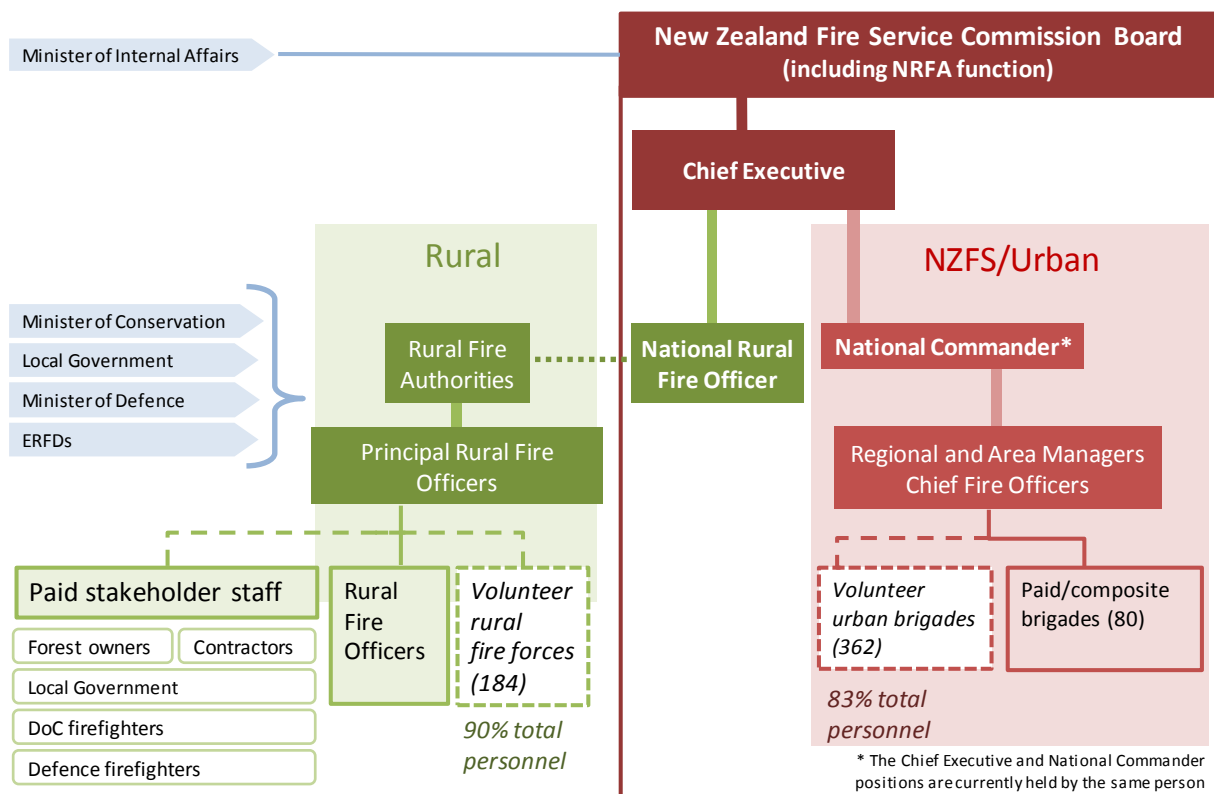 New Zealand Fire Service Commission Board
(including NRFA function)
Minister of Internal Affairs
Chief Executive
Rural
NZFS/Urban
Minister of Conservation
Local Government
Minister of Defence
ERFDs
Rural Fire
Authorities
National Rural
Fire Officer
National Commander*
Principal Rural Fire
Officers
Regional and Area Managers
Chief Fire Officers
Paid stakeholder staff
Forest owners
Contractors
Local Government
DoC firefighters
Defence firefighters
Rural
Fire
Officers
Volunteer
rural
fire forces
(184)
90% total
personnel
Volunteer
urban brigades
(362)
83% total
personnel
Paid/composite
brigades (80)
* The Chief Executive and National Commander
positions are currently held by the same person